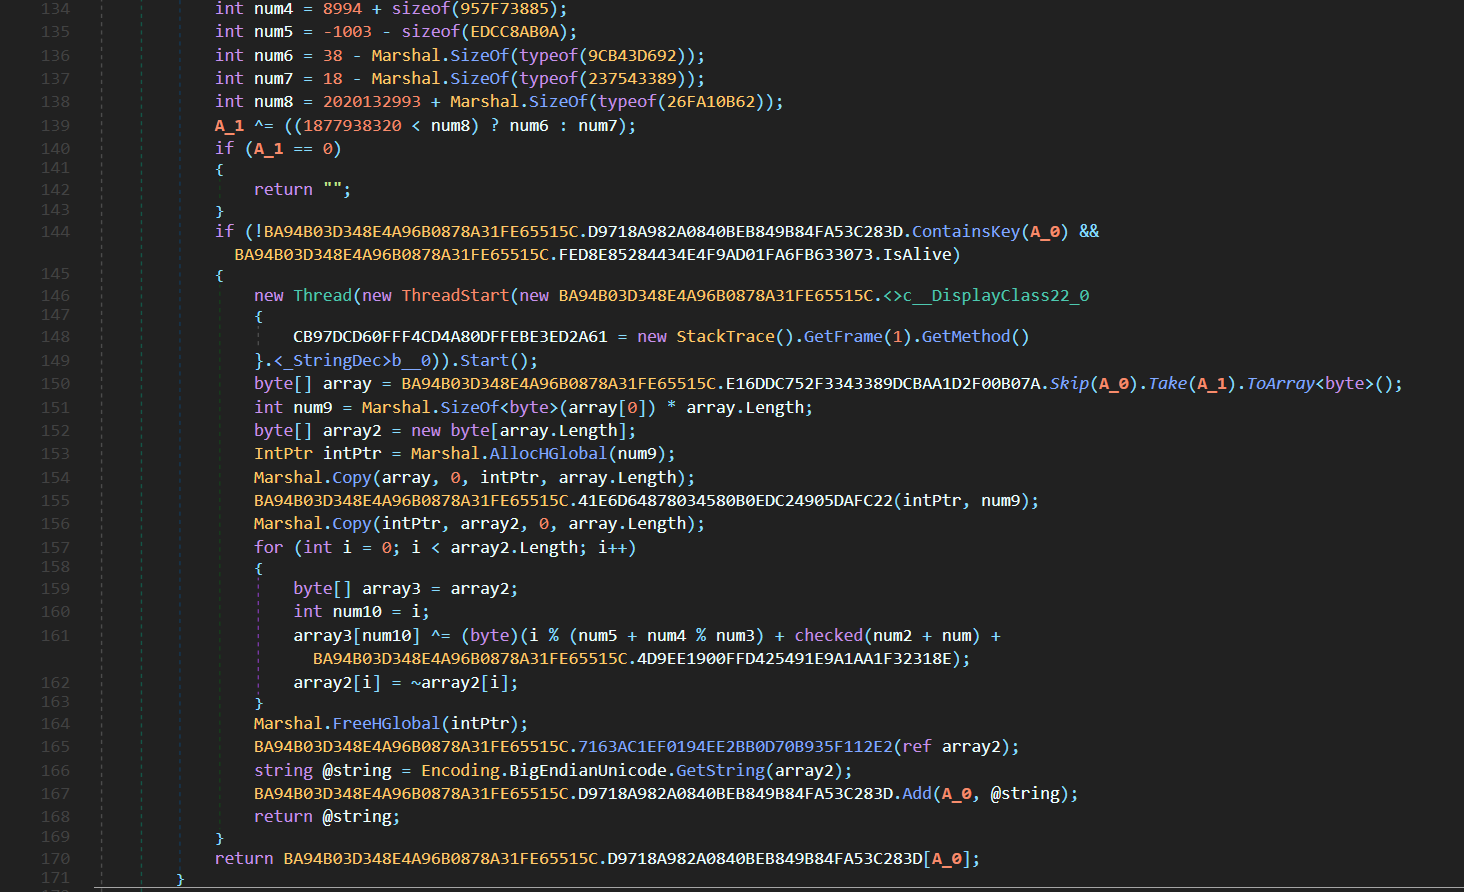 134 int num4 = 8994 + sizeof(957F73885);
135 int num5 = -1003 - sizeof(EDCC8AB0A);
136 int num6 = 38 - Marshal.SizeOf(typeof(9CB43D692));
137 int num7 = 18 - Marshal.SizeOf(typeof(237543389));
138 int num8 = 2020132993 + Marshal.SizeOf(typeof(26FA10B62));
139 A_1 ^= ((1877938320 < num8) ? num6 : num7);
140 if (A_1 == 0)
141 {
142 return "";
143 }
144 if (!BA94B03D348E4A96B0878A31FE65515C.D9718A982A0840BEB849B84FA53C283D.ContainsKey(A_0) &&
BA94B03D348E4A96B0878A31FE65515C.FED8E85284434E4F9AD01FA6FB633073.IsAlive)
145 {
146 new Thread(new ThreadStart(new BA94B03D348E4A96B0878A31FE65515C.<>c__DisplayClass22_0
147 {
148 CB97DCD60FFF4CD4A80DFFEBE3ED2A61 = new StackTrace().GetFrame(1).GetMethod()
149 }.<_StringDec>b__0)).Start();
150 byte[] array = BA94B03D348E4A96B0878A31FE65515C.E16DDC752F3343389DCBAA1D2F00B07A.Skip(A_0).Take(A_1).ToArray<byte>();
151 int num9 = Marshal.SizeOf<byte>(array[0]) * array.Length;
152 byte[] array2 = new byte[array.Length];
153 IntPtr intPtr = Marshal.AllocHGlobal(num9);
154 Marshal.Copy(array, 0, intPtr, array.Length);
155 BA94B03D348E4A96B0878A31FE65515C.41E6D64878034580B0EDC24905DAFC22(intPtr, num9);
156 Marshal.Copy(intPtr, array2, 0, array.Length);
157 for (int i = 0; i < array2.Length; i++)
158 {
159 byte[] array3 = array2;
160 int num10 = i;
161 array3[num10] ^= (byte)(i % (num5 + num4 % num3) + checked(num2 + num) +
BA94B03D348E4A96B0878A31FE65515C.4D9EE1900FFD425491E9A1AA1F32318E);
162 array2[i] = ~array2[i];
163 }
164 Marshal.FreeHGlobal(intPtr);
165 BA94B03D348E4A96B0878A31FE65515C.7163AC1EF0194EE2BB0D70B935F112E2(ref array2);
166 string @string = Encoding.BigEndianUnicode.GetString(array2);
167 BA94B03D348E4A96B0878A31FE65515C.D9718A982A0840BEB849B84FA53C283D.Add(A_0, @string);
168 return @string;
169 }
170 return BA94B03D348E4A96B0878A31FE65515C.D9718A982A0840BEB849B84FA53C283D[A_0];
171 }